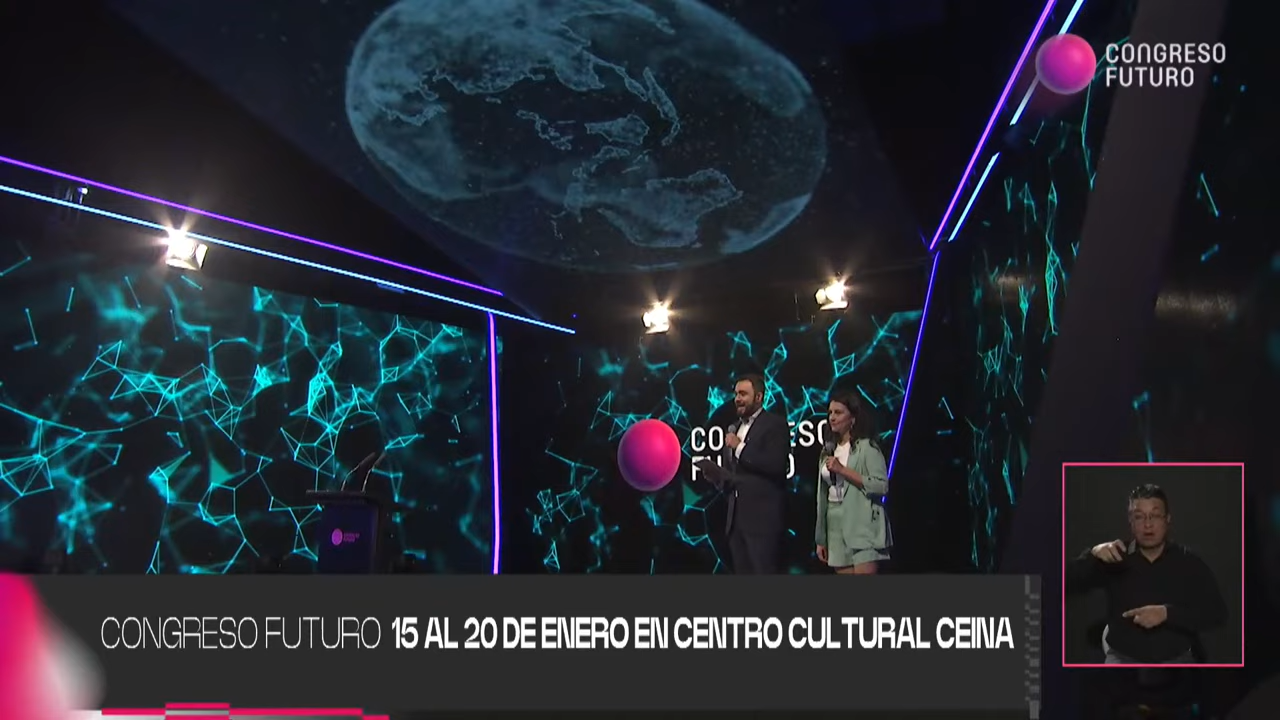 CONGRESO
FUTURO
CONGRESO FUTURO 15 AL 20 DE ENERO EN CENTRO CULTURAL CEINA